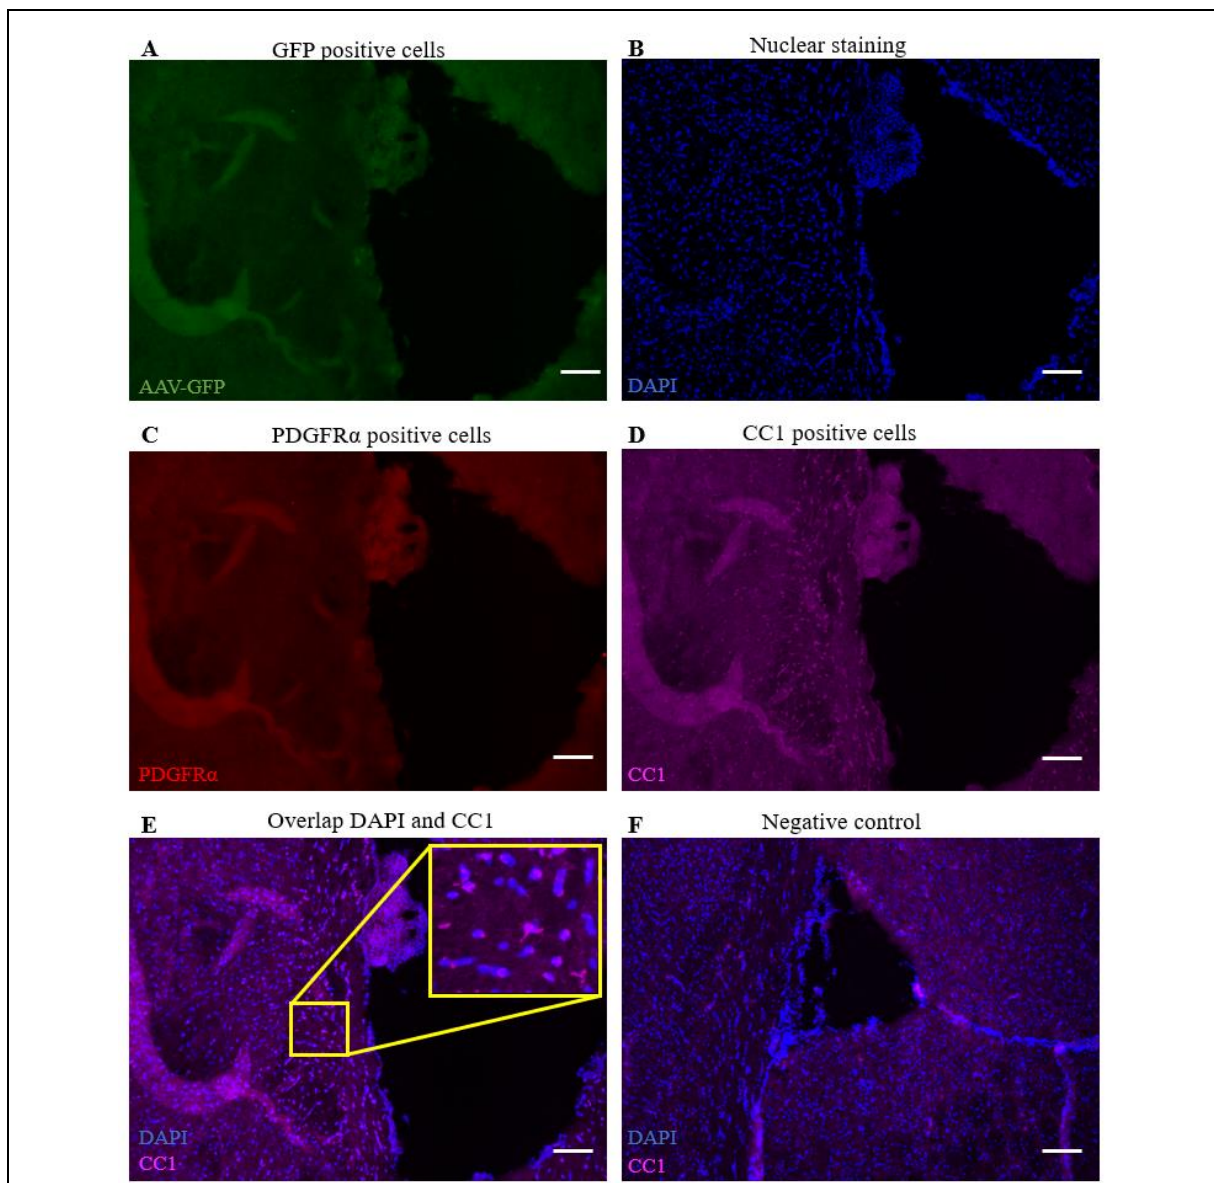 A GFP positive cells
B Nuclear staining
AAV-GFP
DAPI
C PDGFRα positive cells
D CC1 positive cells
PDGFRα
CC1
E Overlap DAPI and CC1
F Negative control
DAPI
CC1
DAPI
CC1